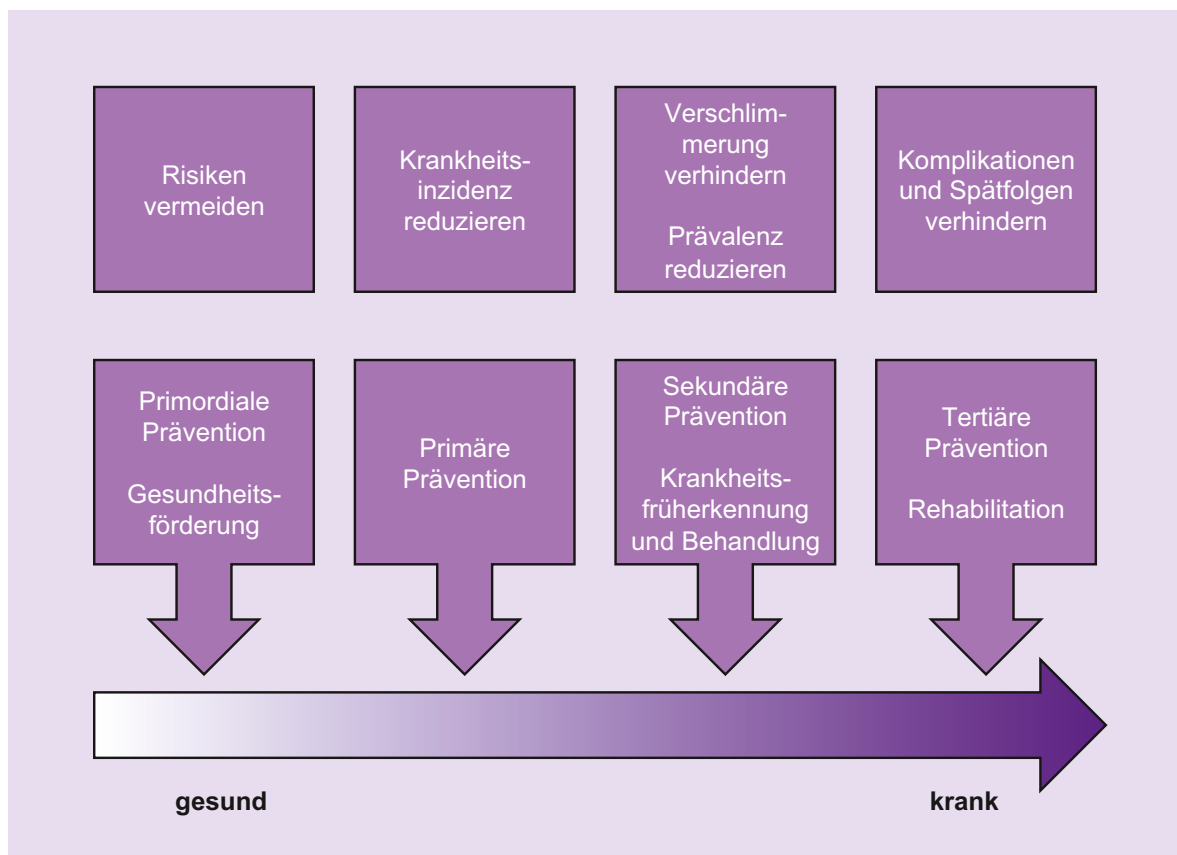 Risiken
vermeiden
Krankheits-
inzidenz
reduzieren
Verschlim-
merung
verhindern
Prävalenz
reduzieren
Komplikationen
und Spätfolgen
verhindern
Primordiale
Prävention
Gesundheits-
förderung
Primäre
Prävention
Sekundäre
Prävention
Krankheits-
früherkennung
und Behandlung
Tertiäre
Prävention
Rehabilitation
gesund
krank